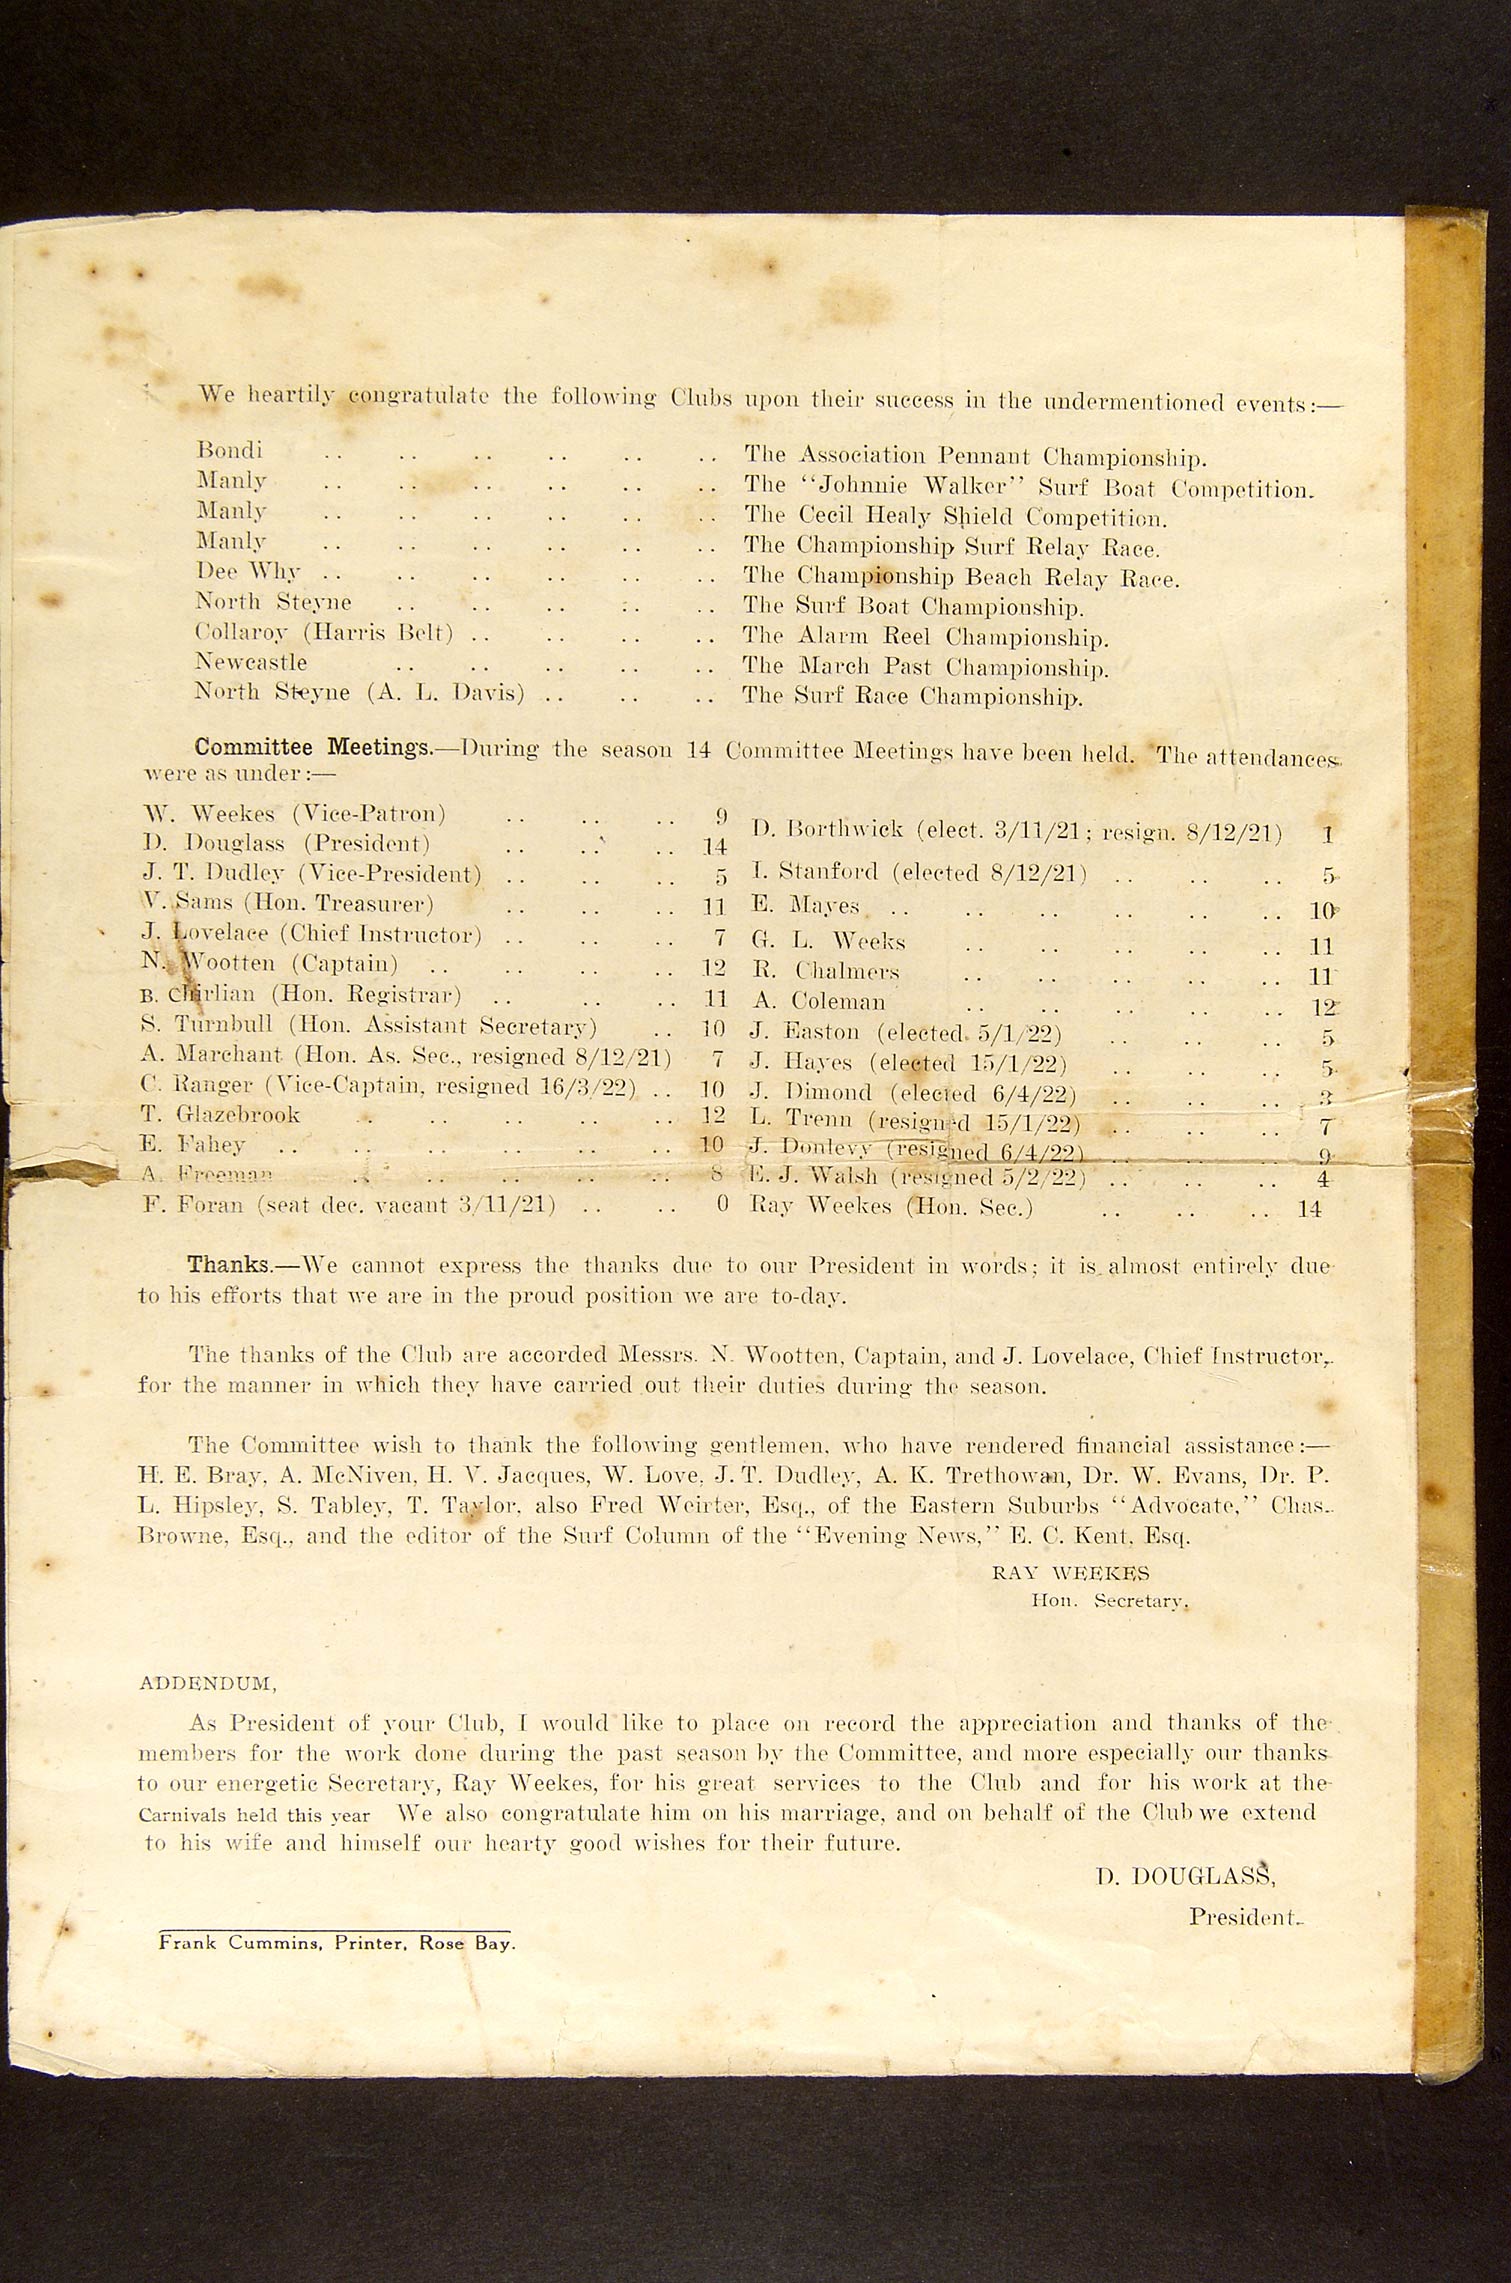 We heartily congratulate the following Clubs upon their success in the undermentioned events:—
Bondi .. .. .. .. .. .. The Association Pennant Championship.
Manly .. .. .. .. .. .. The "Johnnie Walker" Surf Boat Competition.
Manly .. .. .. .. .. .. The Cecil Healy Shield Competition.
Manly .. .. .. .. .. .. The Championship Surf Relay Race.
Dee Why .. .. .. .. .. .. The Championship Beach Relay Race.
North Steyne .. .. .. .. .. The Surf Boat Championship.
Collaroy (Harris Belt) .. .. .. .. The Alarm Reel Championship.
Newcastle .. .. .. .. .. The March Past Championship.
North Steyne (A. L. Davis) .. .. .. The Surf Race Championship.
Committee Meetings.—During the season 14 Committee Meetings have been held. The attendances
were as under:—
W. Weekes (Vice-Patron) .. .. .. 9
D. Douglass (President) .. .. .. 14
J. T. Dudley (Vice-President) .. .. .. 5
V. Sams (Hon. Treasurer) .. .. .. 11
J. Lovelace (Chief Instructor) .. .. .. 7
N. Wootten (Captain) .. .. .. .. 12
B. Chirlian (Hon. Registrar) .. .. .. 11
S. Turnbull (Hon. Assistant Secretary) .. 10
A. Marchant (Hon. As. Sec., resigned 8/12/21) 7
C. Ranger (Vice-Captain, resigned 16/3/22) .. 10
T. Glazebrook .. .. .. .. .. 12
E. Fahey .. .. .. .. .. .. 10
A. Freeman .. .. .. .. .. 8
F. Foran (seat dec. vacant 3/11/21) .. .. 0
D. Borthwick (elect. 3/11/21; resign. 8/12/21) 1
I. Stanford (elected 8/12/21) .. .. .. 5
E. Mayes .. .. .. .. .. .. 10
G. L. Weeks .. .. .. .. .. 11
R. Chalmers .. .. .. .. .. 11
A. Coleman .. .. .. .. .. 12
J. Easton (elected 5/1/22) .. .. .. 5
J. Hayes (elected 15/1/22) .. .. .. 5
J. Dimond (elected 6/4/22) .. .. .. 3
L. Trenn (resigned 15/1/22) .. .. .. 7
J. Donlevy (resigned 6/4/22) .. .. .. 9
E. J. Walsh (resigned 5/2/22) .. .. .. 4
Ray Weekes (Hon. Sec.) .. .. .. 14
Thanks.—We cannot express the thanks due to our President in words; it is almost entirely due
to his efforts that we are in the proud position we are to-day.
The thanks of the Club are accorded Messrs. N. Wootten, Captain, and J. Lovelace, Chief Instructor,
for the manner in which they have carried out their duties during the season.
The Committee wish to thank the following gentlemen, who have rendered financial assistance:—
H. E. Bray, A. McNiven, H. V. Jacques, W. Love, J. T. Dudley, A. K. Trethowan, Dr. W. Evans, Dr. P.
L. Hipsley, S. Tabley, T. Taylor, also Fred Weirter, Esq., of the Eastern Suburbs "Advocate," Chas.
Browne, Esq., and the editor of the Surf Column of the "Evening News," E. C. Kent, Esq.
RAY WEEKES
Hon. Secretary.
ADDENDUM,
As President of your Club, I would like to place on record the appreciation and thanks of the
members for the work done during the past season by the Committee, and more especially our thanks
to our energetic Secretary, Ray Weekes, for his great services to the Club and for his work at the
Carnivals held this year We also congratulate him on his marriage, and on behalf of the Club we extend
to his wife and himself our hearty good wishes for their future.
D. DOUGLASS,
President.
Frank Cummins, Printer, Rose Bay.